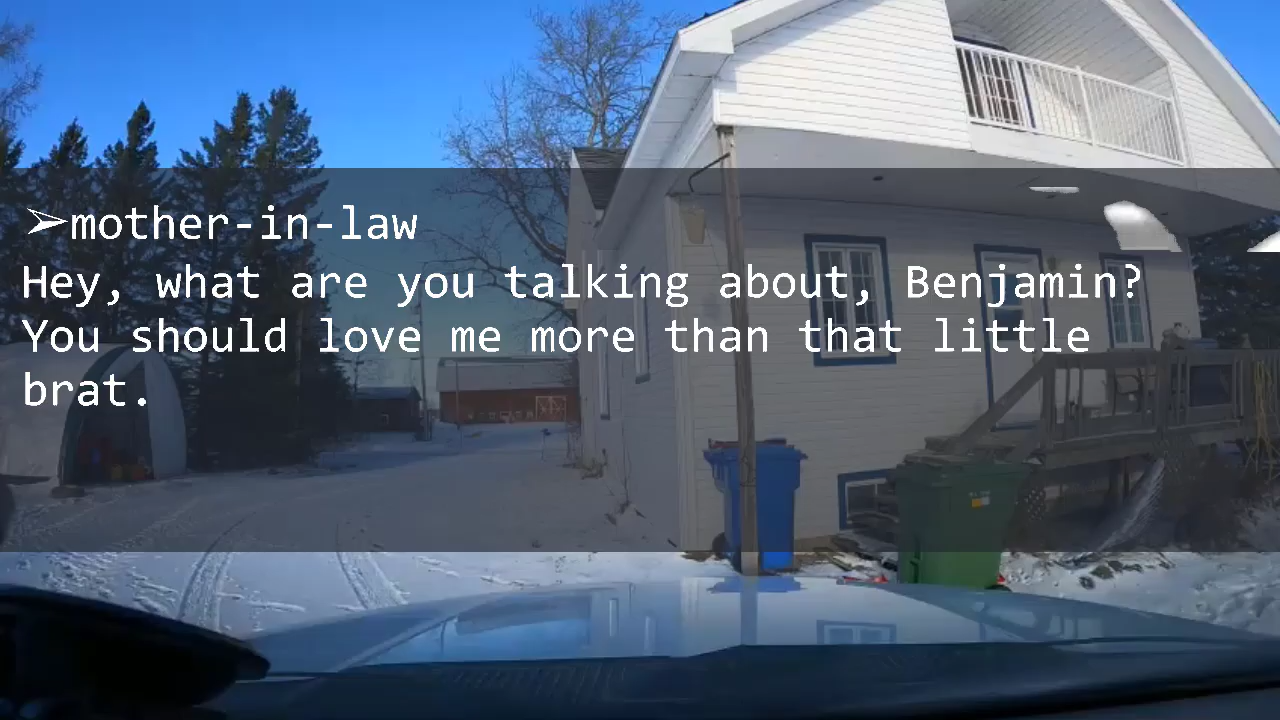 ➢mother-in-law
Hey, what are you talking about, Benjamin?
You should love me more than that little
brat.